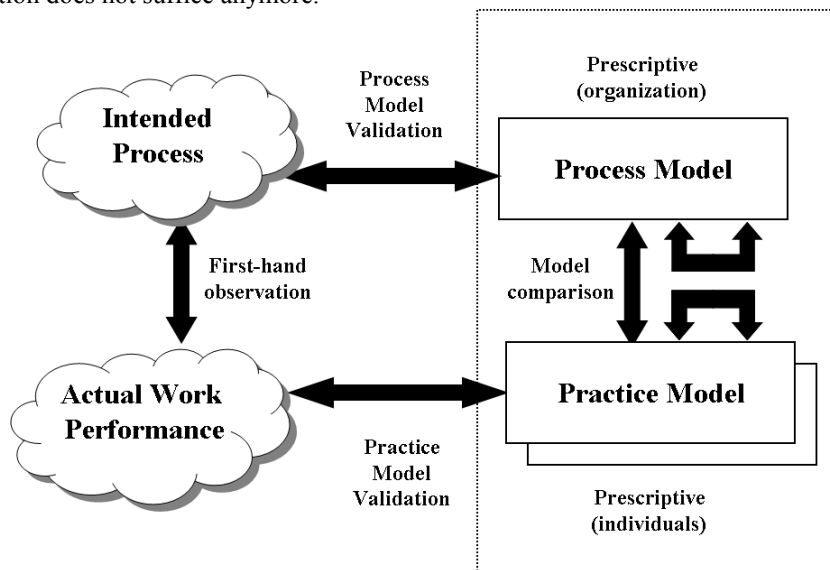 tion does not suffice anymore.
Process
Model
Validation
Prescriptive
(organization)
Intended
Process
Process Model
First-hand
observation
Model
comparison
Actual Work
Performance
Practice Model
Practice
Model
Validation
Prescriptive
(individuals)